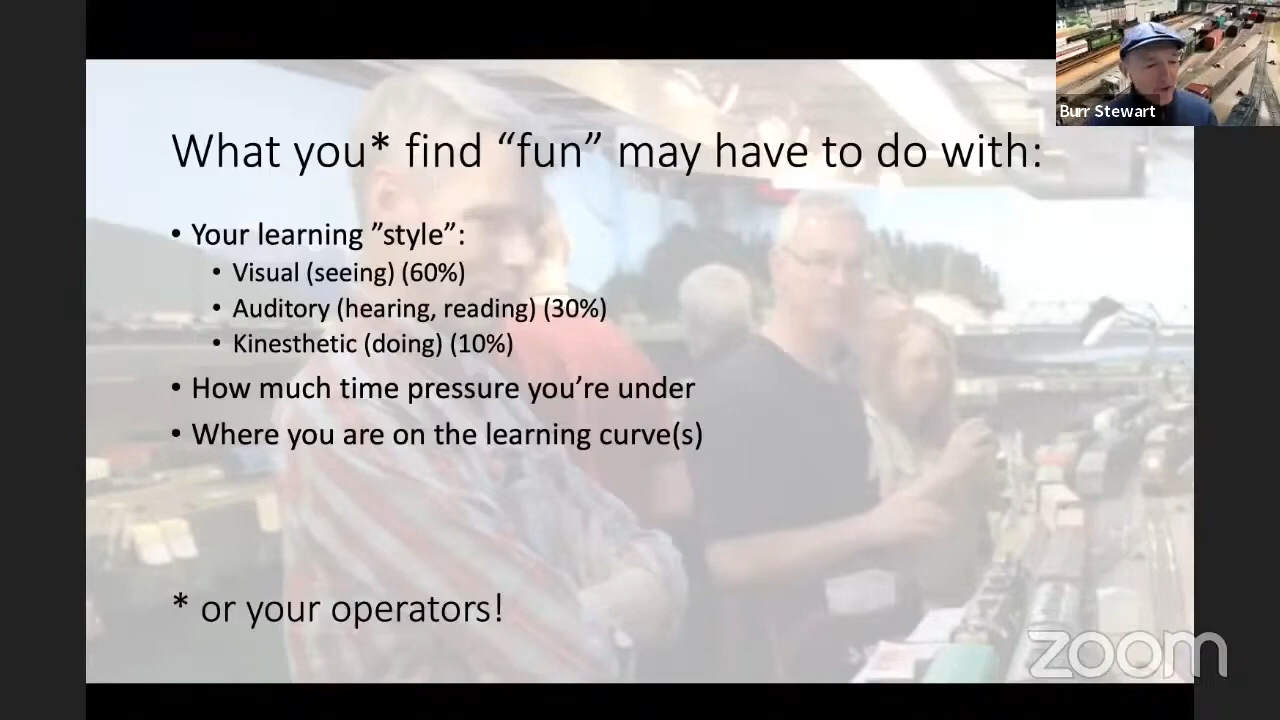 Burr Stewart
What you* find “fun” may have to do with:
• Your learning ”style”:
• Visual (seeing) (60%)
• Auditory (hearing, reading) (30%)
• Kinesthetic (doing) (10%)
• How much time pressure you’re under
• Where you are on the learning curve(s)
* or your operators!
zoom